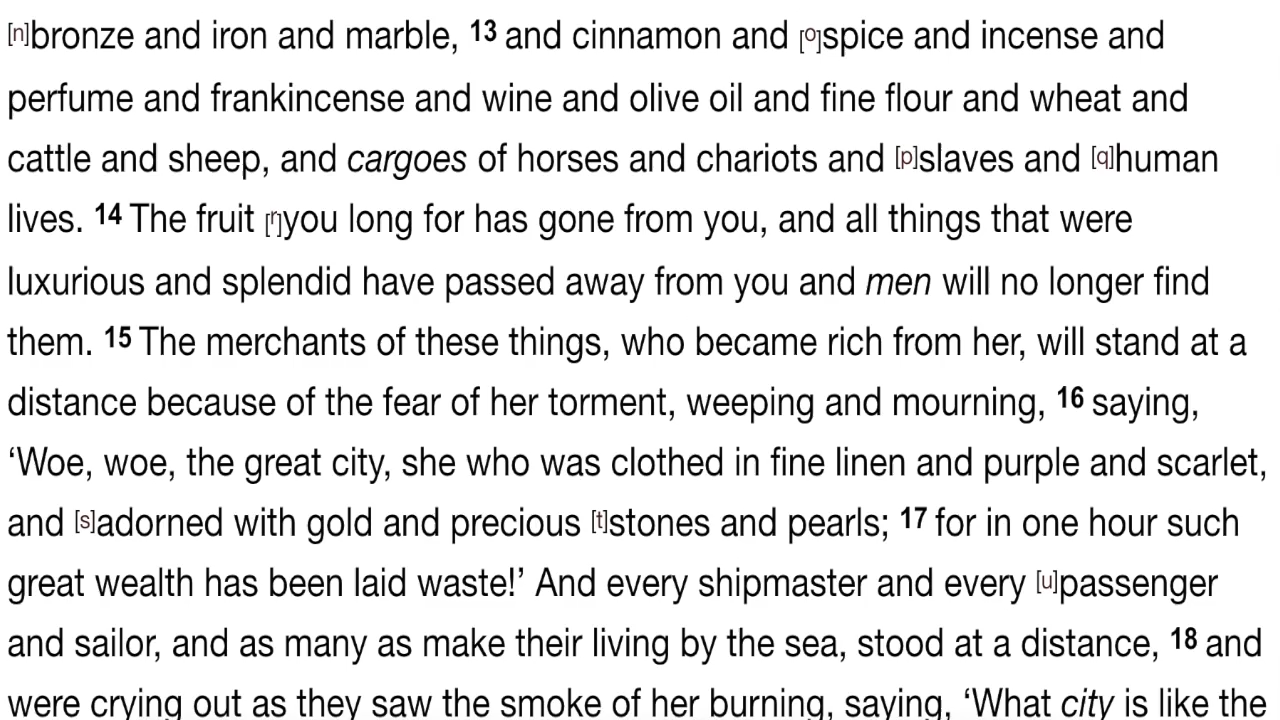 [n]bronze and iron and marble, 13 and cinnamon and [o]spice and incense and
perfume and frankincense and wine and olive oil and fine flour and wheat and
cattle and sheep, and cargoes of horses and chariots and [p]slaves and [q]human
lives. 14 The fruit [r]you long for has gone from you, and all things that were
luxurious and splendid have passed away from you and men will no longer find
them. 15 The merchants of these things, who became rich from her, will stand at a
distance because of the fear of her torment, weeping and mourning, 16 saying,
‘Woe, woe, the great city, she who was clothed in fine linen and purple and scarlet,
and [s]adorned with gold and precious [t]stones and pearls; 17 for in one hour such
great wealth has been laid waste!’ And every shipmaster and every [u]passenger
and sailor, and as many as make their living by the sea, stood at a distance, 18 and
were crying out as they saw the smoke of her burning, saying, ‘What city is like the